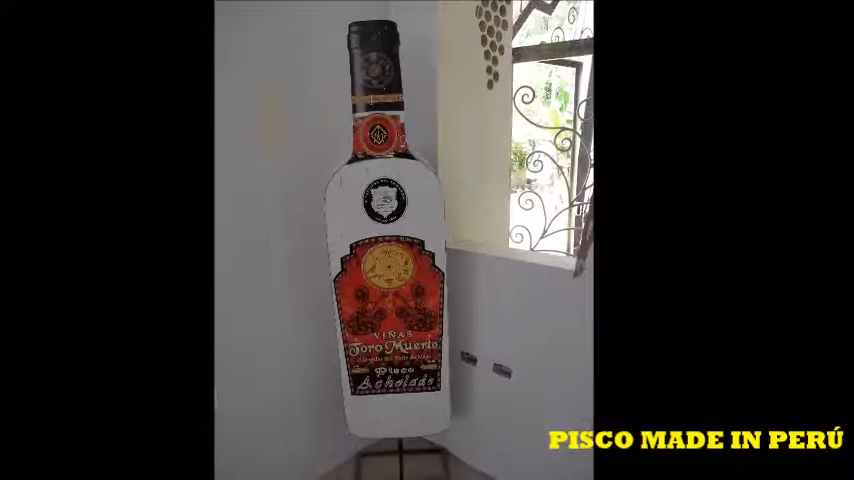 VIÑAS
Toro Muerto
Pisco
Acholado
PISCO MADE IN PERÚ